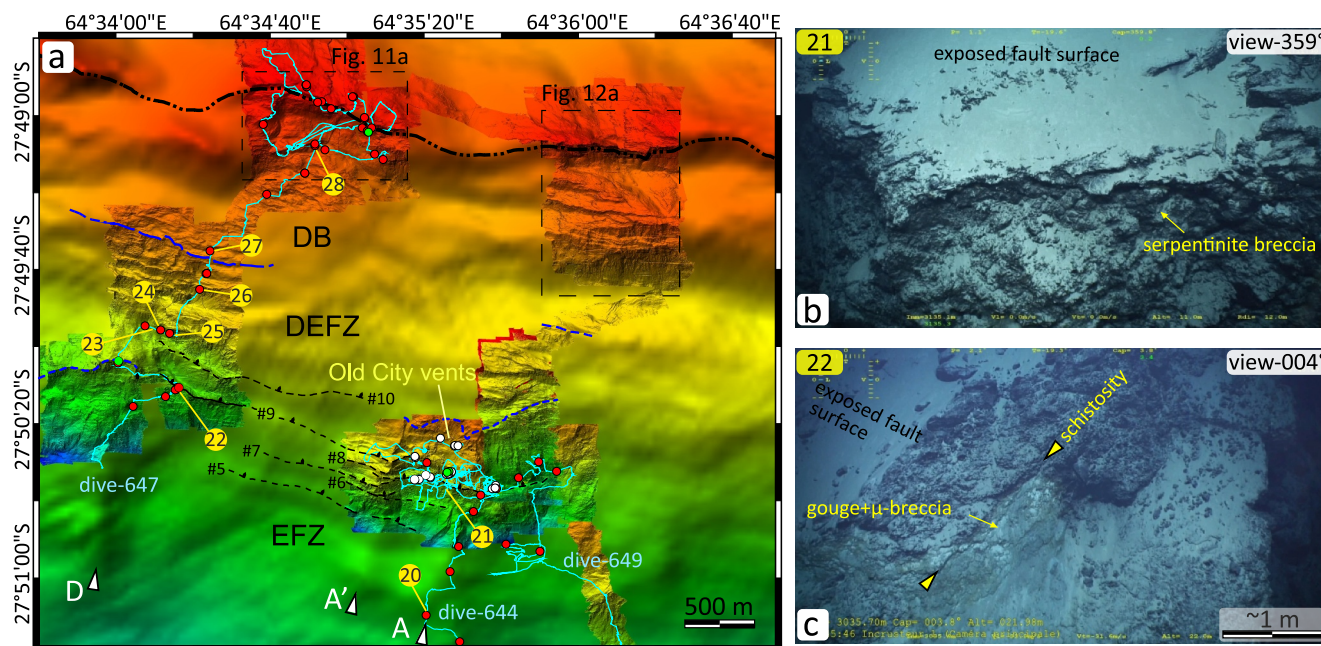 64°34'00"E 64°34'40"E 64°35'20"E 64°36'00"E 64°36'40"E
a
Fig. 11a
Fig. 12a
27°49'00"S
28
DB
27
27°49'40"S
24
26
DEFZ
23
25
Old City vents
#10
27°50'20"S
#9
22
#7
#8
#5
#6
dive-647
EFZ
21
27°51'00"S
20
dive-649
D
A'
A
dive-644
500 m
21
view-359°
exposed fault surface
serpentinite breccia
b
22
view-004°
exposed fault
surface
schistosity
gouge+µ-breccia
c
~1 m